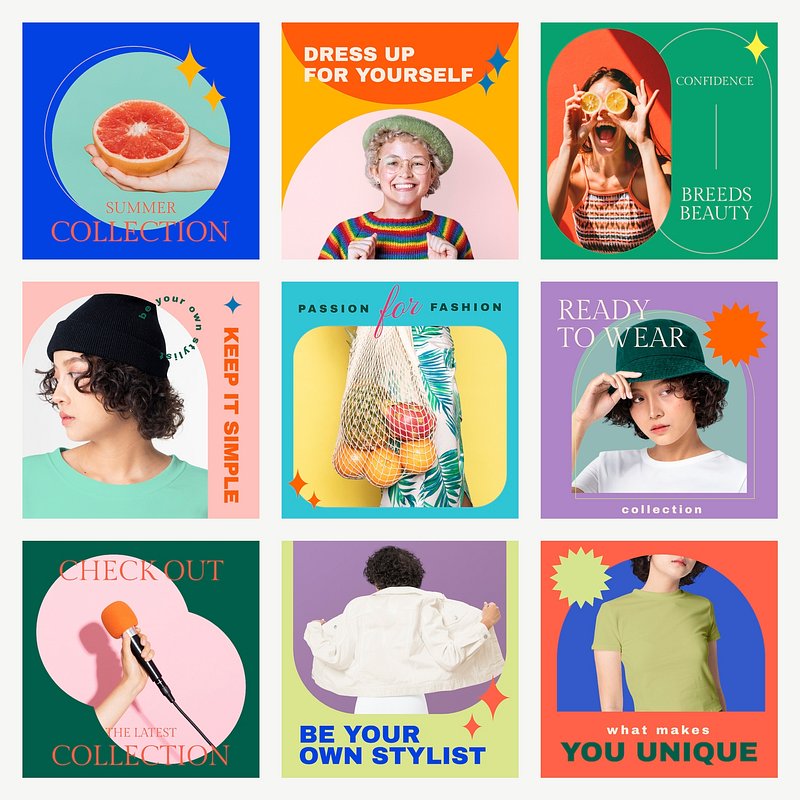 SUMMER
COLLECTION
DRESS UP
FOR YOURSELF
CONFIDENCE
BREEDS
BEAUTY
be your own stylist
KEEP IT SIMPLE
PASSION for FASHION
READY
TO WEAR
collection
CHECK OUT
THE LATEST
COLLECTION
BE YOUR
OWN STYLIST
what makes
YOU UNIQUE